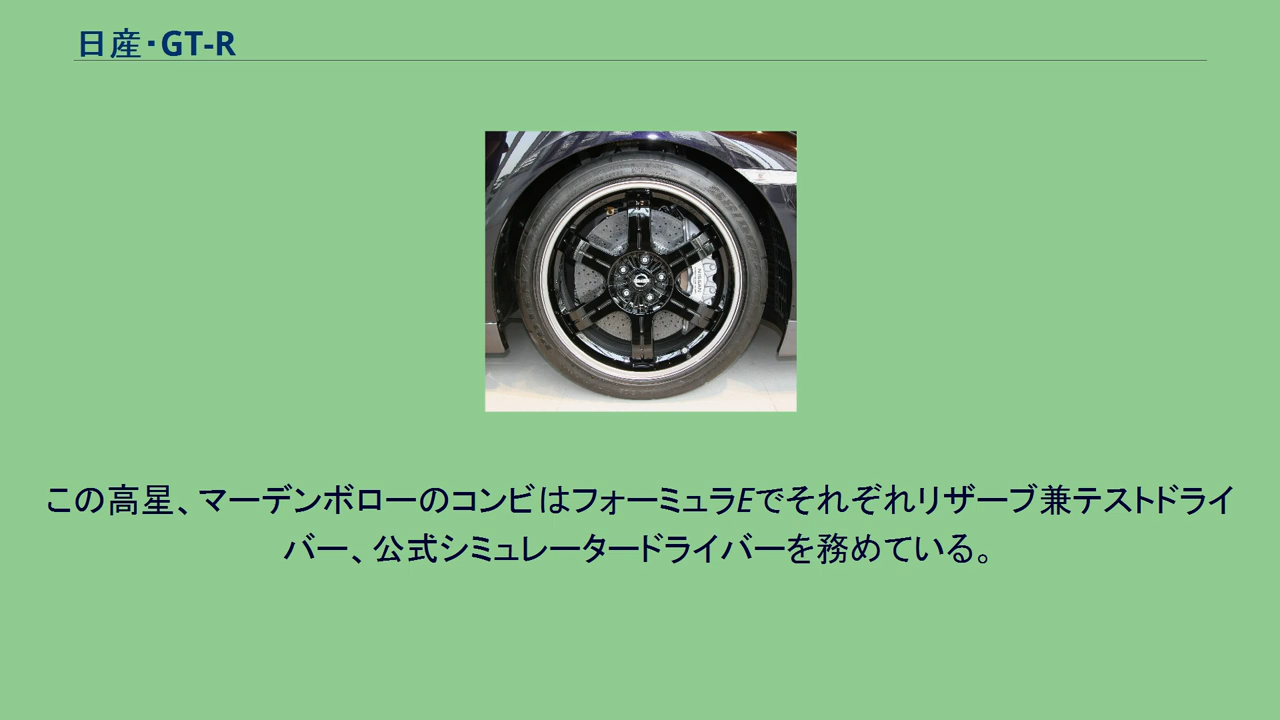 日産・GT-R
この高星、マーデンボローのコンビはフォーミュラEでそれぞれリザーブ兼テストドライ
バー、公式シミュレータードライバーを務めている。